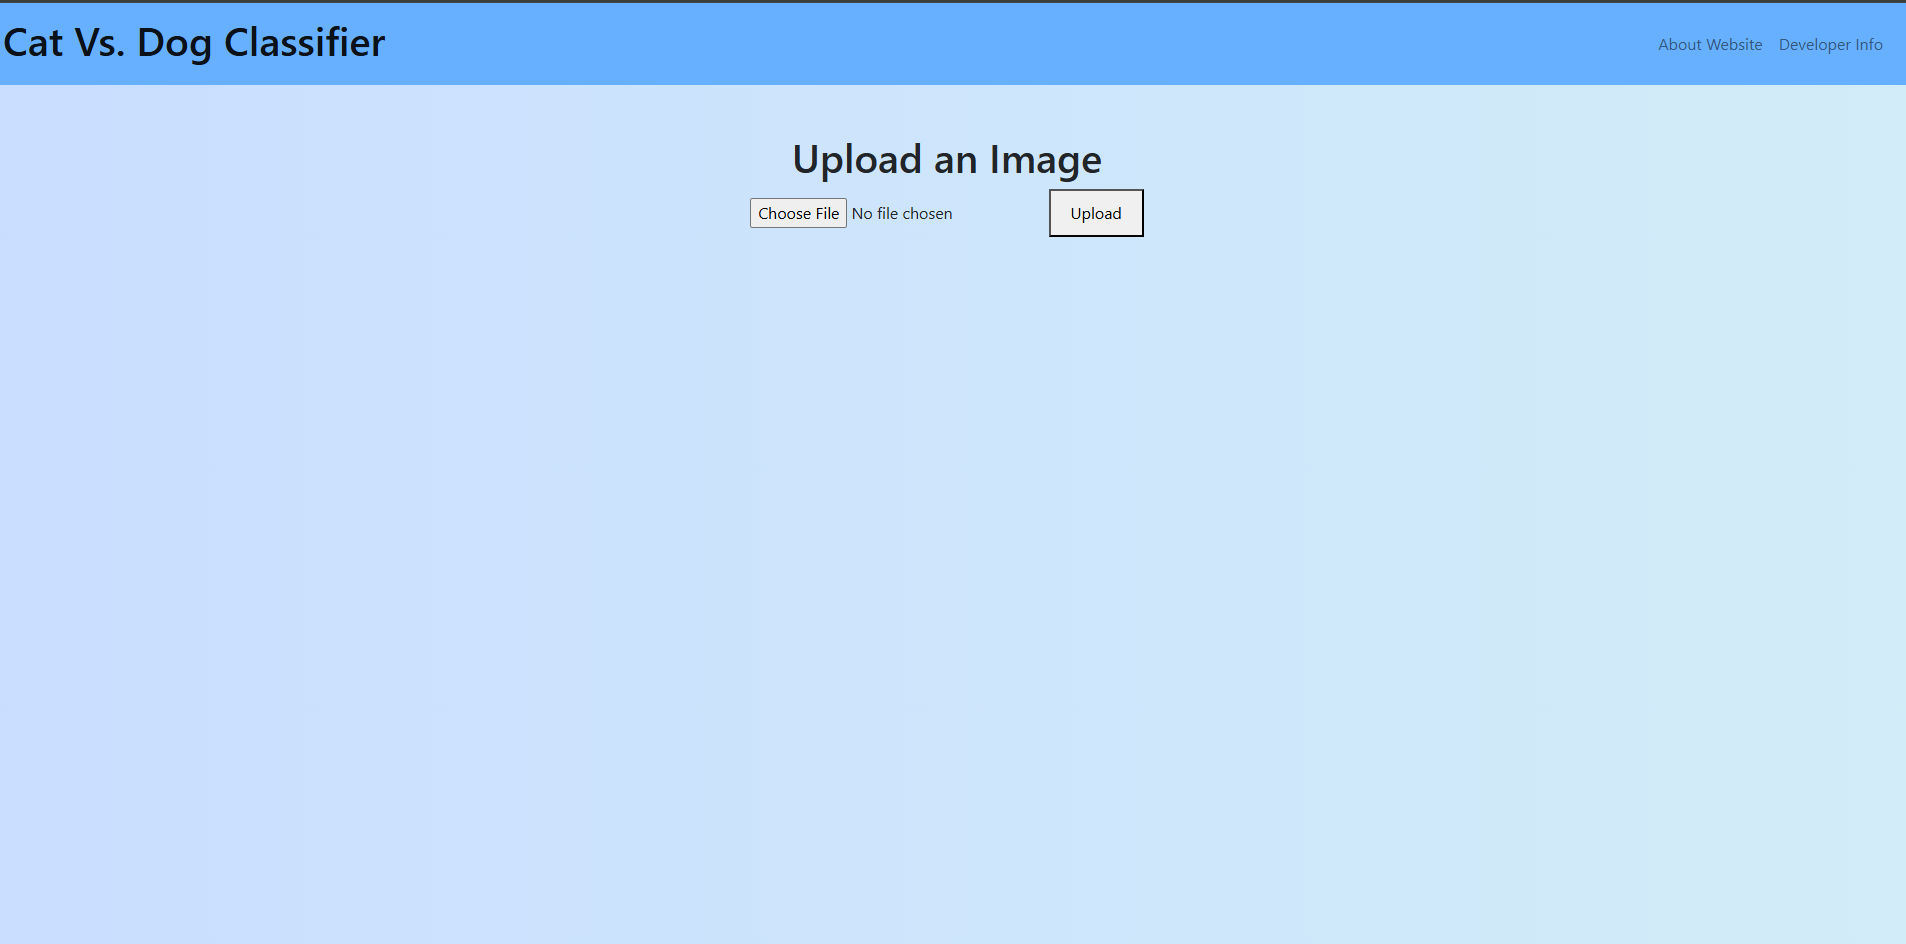 Cat Vs. Dog Classifier
About Website Developer Info
Upload an Image
Choose File No file chosen Upload